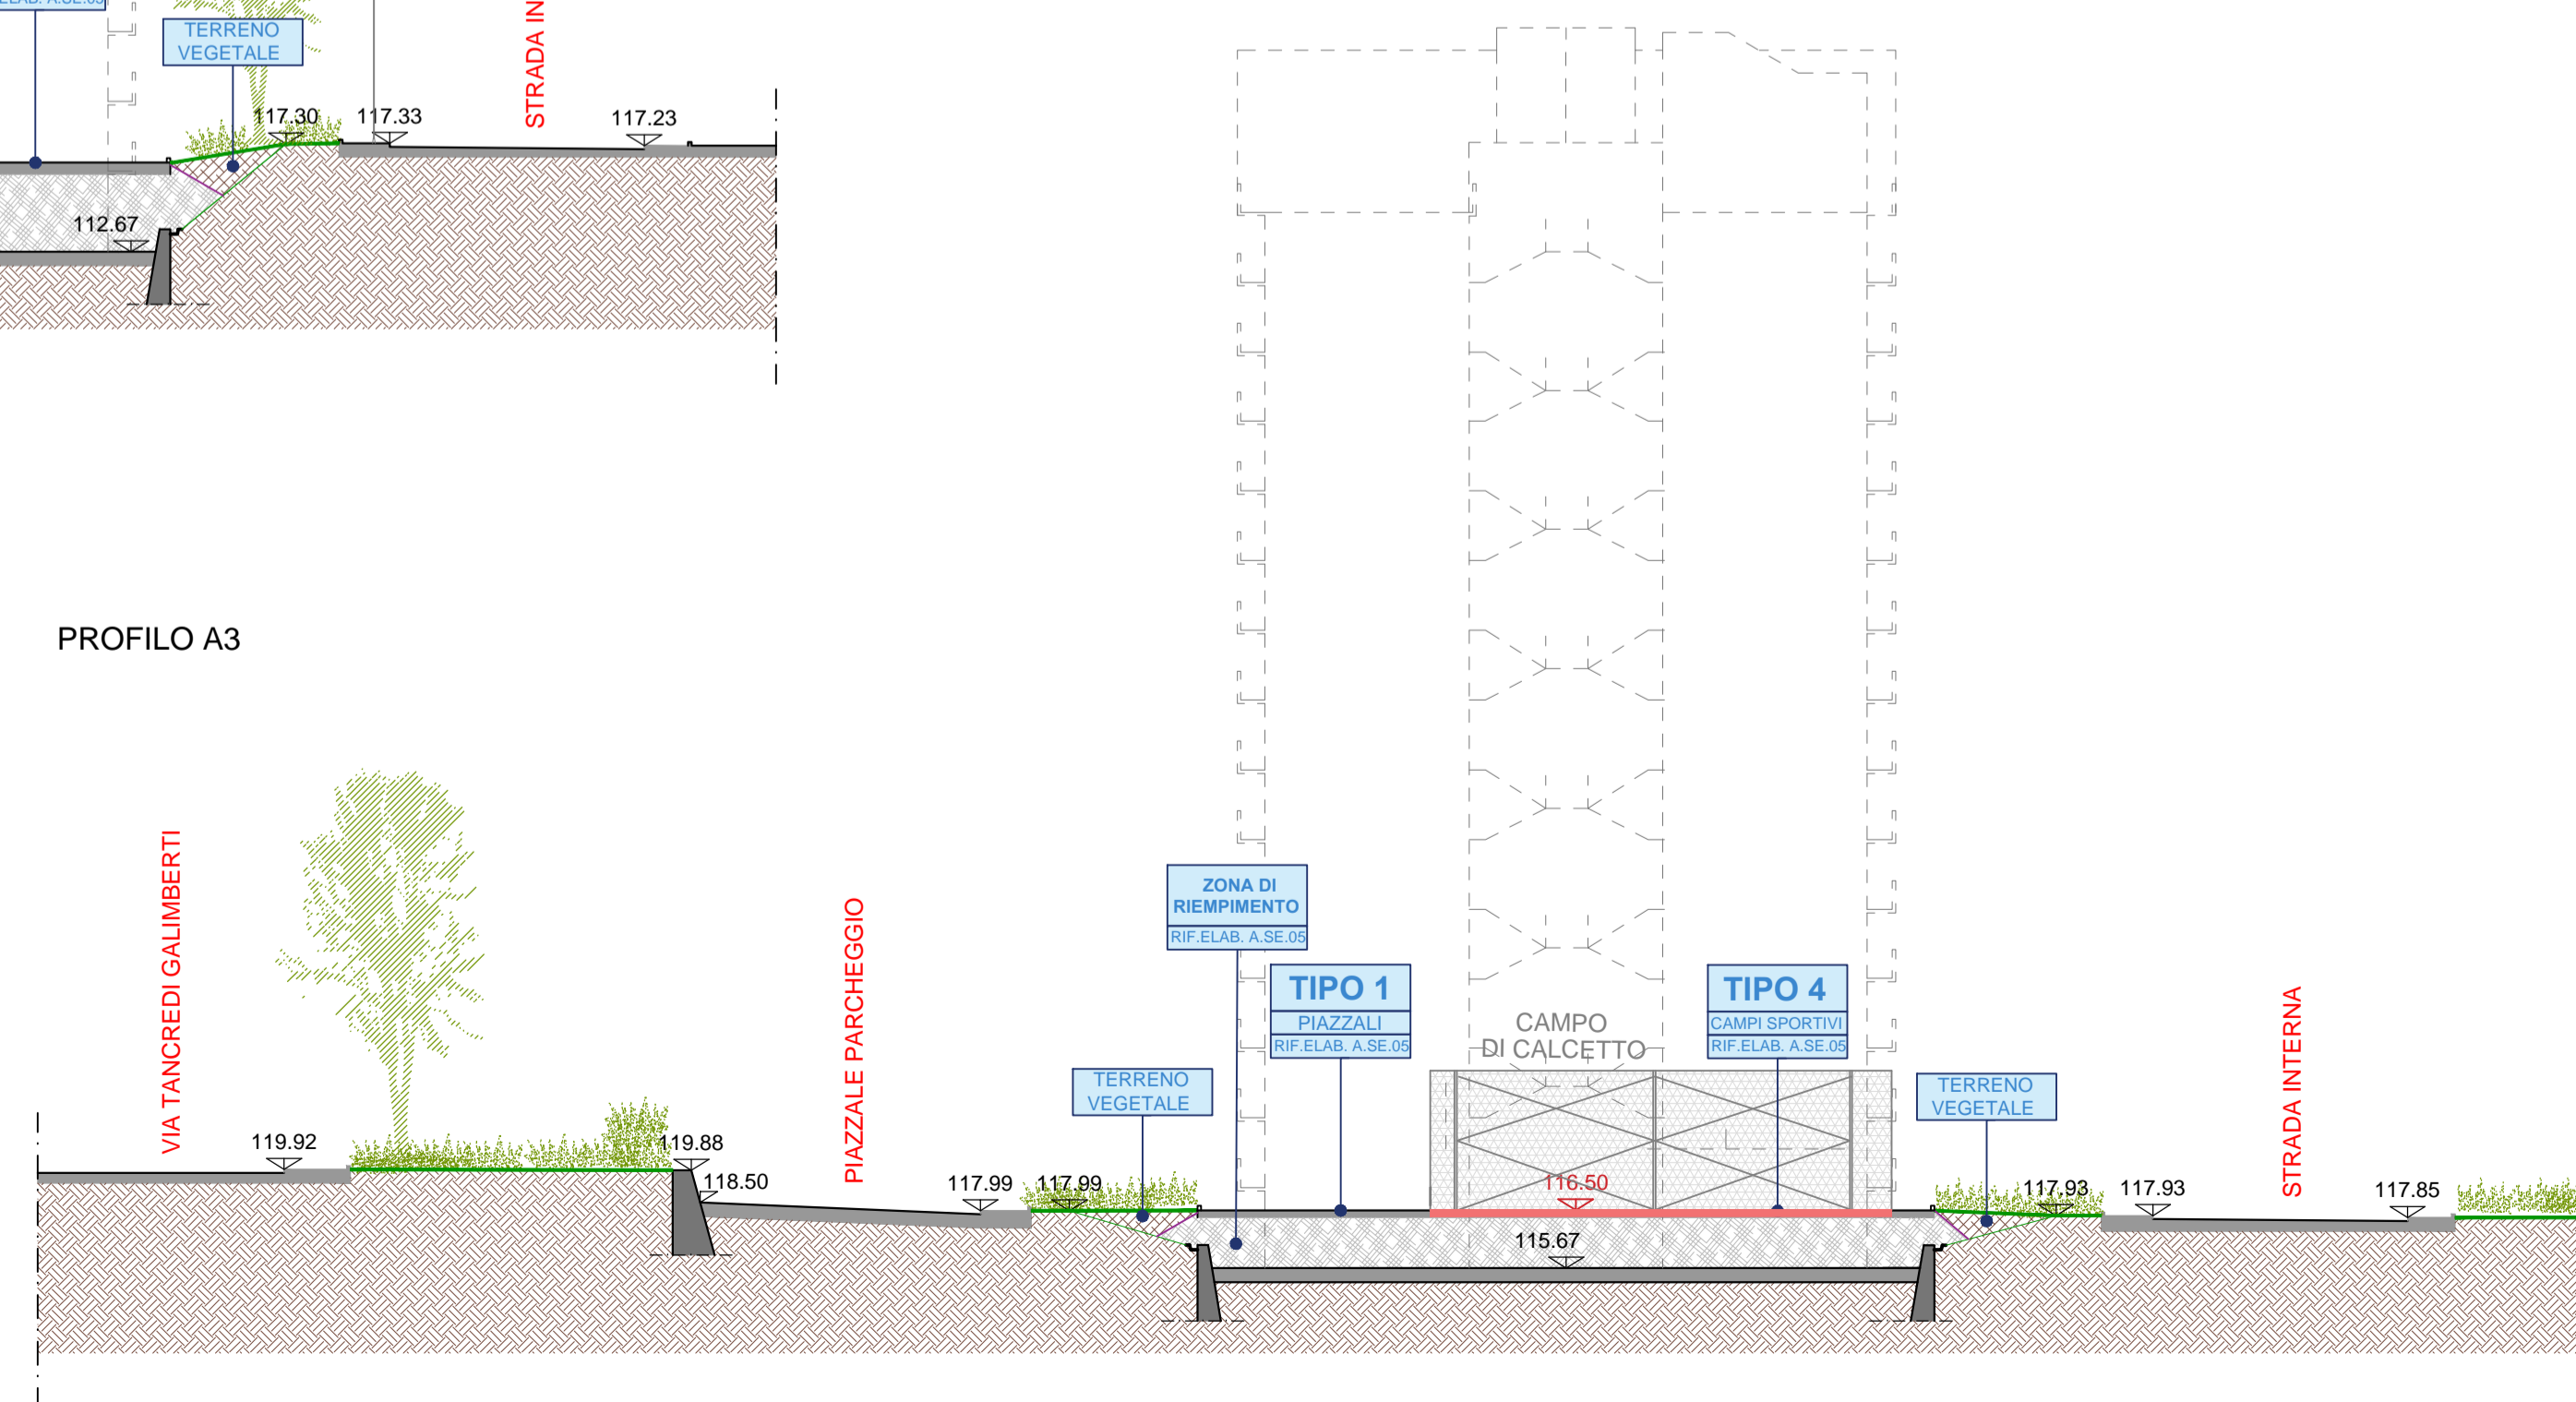 TERRENO
VEGETALE
STRADA IN
117.30
117.33
117.23
112.67
PROFILO A3
VIA TANCREDI GALIMBERTI
119.92
119.88
118.50
PIAZZALE PARCHEGGIO
117.99
117.99
TERRENO
VEGETALE
ZONA DI
RIEMPIMENTO
RIF.ELAB. A.SE.05
TIPO 1
PIAZZALI
RIF.ELAB. A.SE.05
CAMPO
DI CALCETTO
116.50
115.67
TIPO 4
CAMPI SPORTIVI
RIF.ELAB. A.SE.05
TERRENO
VEGETALE
117.93
117.93
STRADA INTERNA
117.85